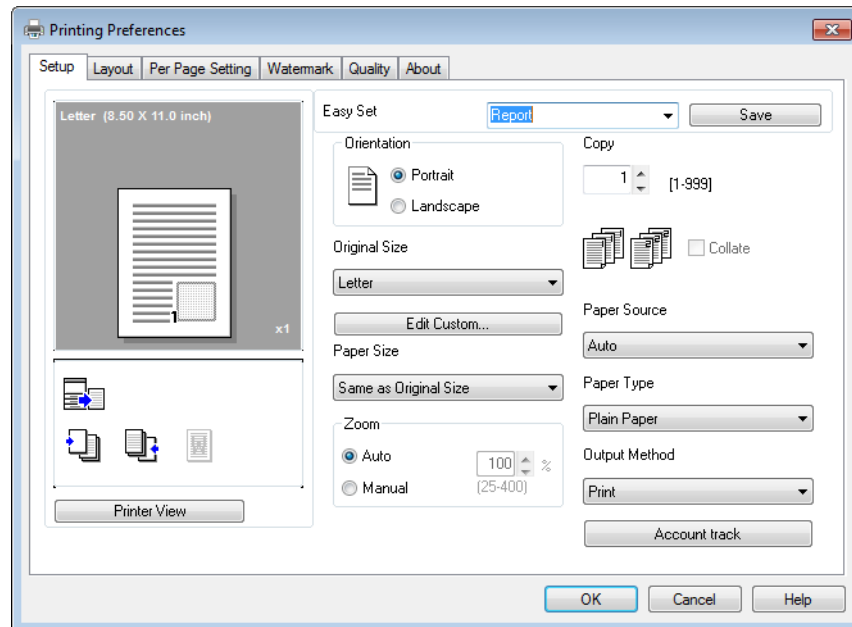 Printing Preferences
Setup Layout Per Page Setting Watermark Quality About
Letter (8.50 X 11.0 inch)
1
x1
Printer View
Easy Set Report Save
Orientation
Portrait
Landscape
Original Size
Letter
Edit Custom...
Paper Size
Same as Original Size
Zoom
Auto
100 %
Manual
(25-400)
Copy
1 [1-999]
Collate
Paper Source
Auto
Paper Type
Plain Paper
Output Method
Print
Account track
OK Cancel Help